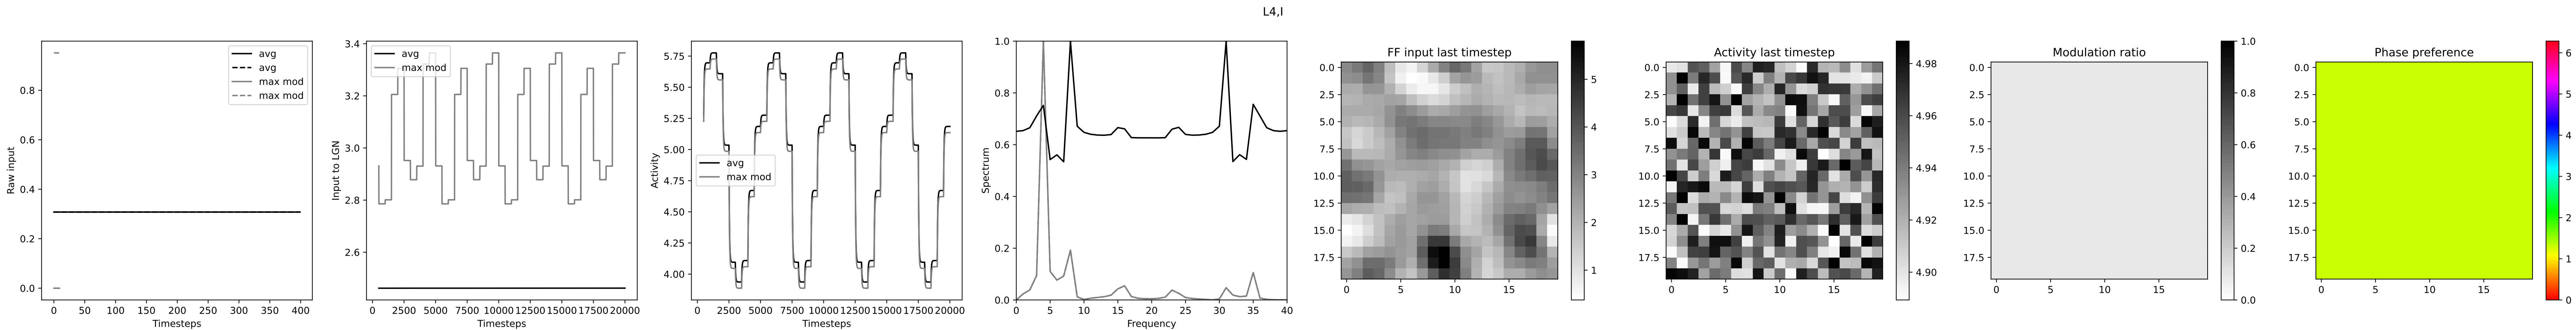 L4,I
Raw input
0.8
0.6
0.4
0.2
0.0
0 50 100 150 200 250 300 350 400
Timesteps
avg
avg
max mod
max mod
Input to LGN
3.4
3.2
3.0
2.8
2.6
0 2500 5000 7500 10000 12500 15000 17500 20000
Timesteps
avg
max mod
Activity
5.75
5.50
5.25
5.00
4.75
4.50
4.25
4.00
0 2500 5000 7500 10000 12500 15000 17500 20000
Timesteps
avg
max mod
Spectrum
1.0
0.8
0.6
0.4
0.2
0.0
0 5 10 15 20 25 30 35 40
Frequency
FF input last timestep
0.0
2.5
5.0
7.5
10.0
12.5
15.0
17.5
0 5 10 15
5
4
3
2
1
Activity last timestep
0.0
2.5
5.0
7.5
10.0
12.5
15.0
17.5
0 5 10 15
4.98
4.96
4.94
4.92
4.90
Modulation ratio
0.0
2.5
5.0
7.5
10.0
12.5
15.0
17.5
0 5 10 15
1.0
0.8
0.6
0.4
0.2
0.0
Phase preference
0.0
2.5
5.0
7.5
10.0
12.5
15.0
17.5
0 5 10 15
6
5
4
3
2
1
0